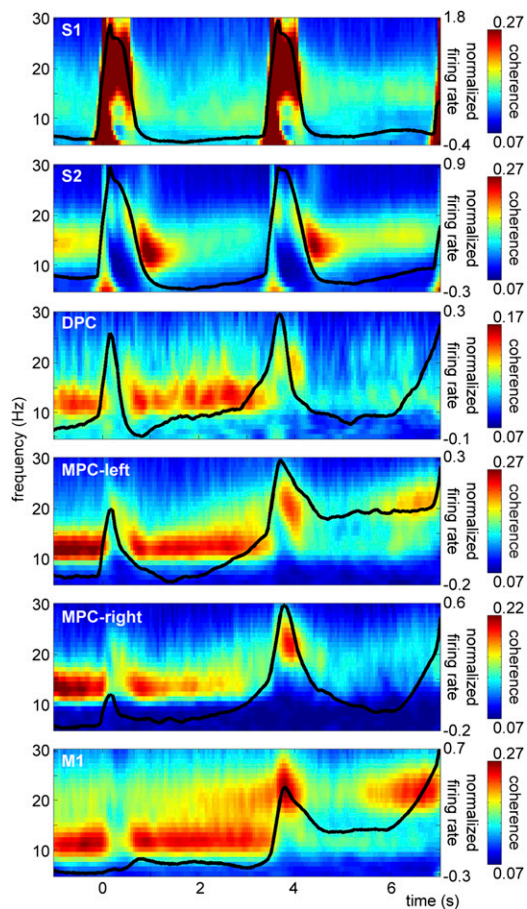 S1
30
20
10
1.8
normalized
firing rate
-0.4
0.27
coherence
0.07
S2
30
20
10
0.9
normalized
firing rate
-0.3
0.27
coherence
0.07
DPC
30
20
10
0.3
normalized
firing rate
-0.1
0.17
coherence
0.07
frequency (Hz)
MPC-left
30
20
10
0.3
normalized
firing rate
-0.2
0.27
coherence
0.07
MPC-right
30
20
10
0.6
normalized
firing rate
-0.2
0.22
coherence
0.07
M1
30
20
10
0.7
normalized
firing rate
-0.3
0.27
coherence
0.07
0 2 4 6 time (s)